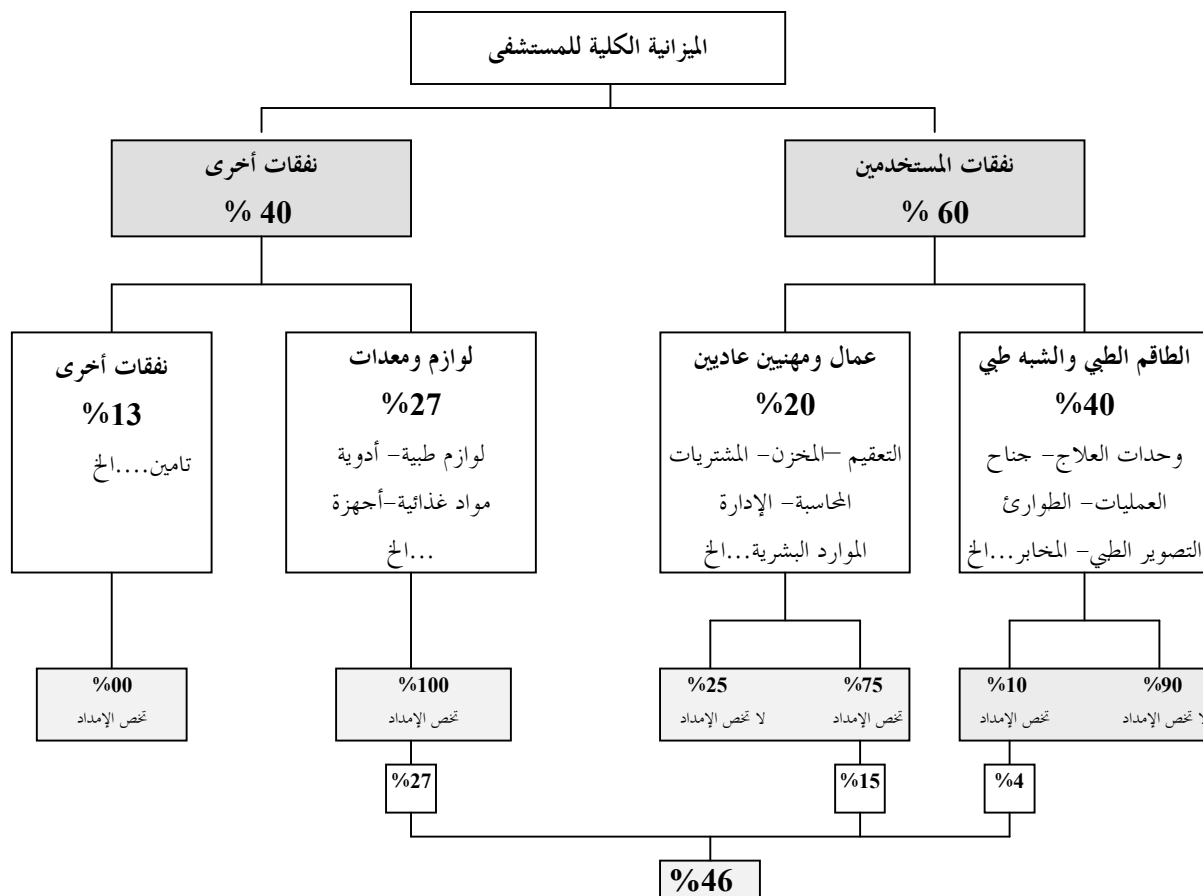 الميزانية الكلية للمستشفى
نفقات المستخدمين
% 60
نفقات أخرى
% 40
الطاقم الطبي والشبه طبي
%40
وحدات العلاج- جناح
العمليات- الطوارئ
التصوير الطبي- المخابر...الخ
عمال ومهنيين عاديين
%20
التعقيم –المخزن- المشتريات
المحاسبة- الإدارة
الموارد البشرية...الخ
لوازم ومعدات
%27
لوازم طبية- أدوية
مواد غذائية-أجهزة
...الخ
نفقات أخرى
%13
تامين....الخ
%90
لا تخص الإمداد
%10
تخص الإمداد
%75
تخص الإمداد
%25
لا تخص الإمداد
%100
تخص الإمداد
%00
تخص الإمداد
%4
%15
%27
%46